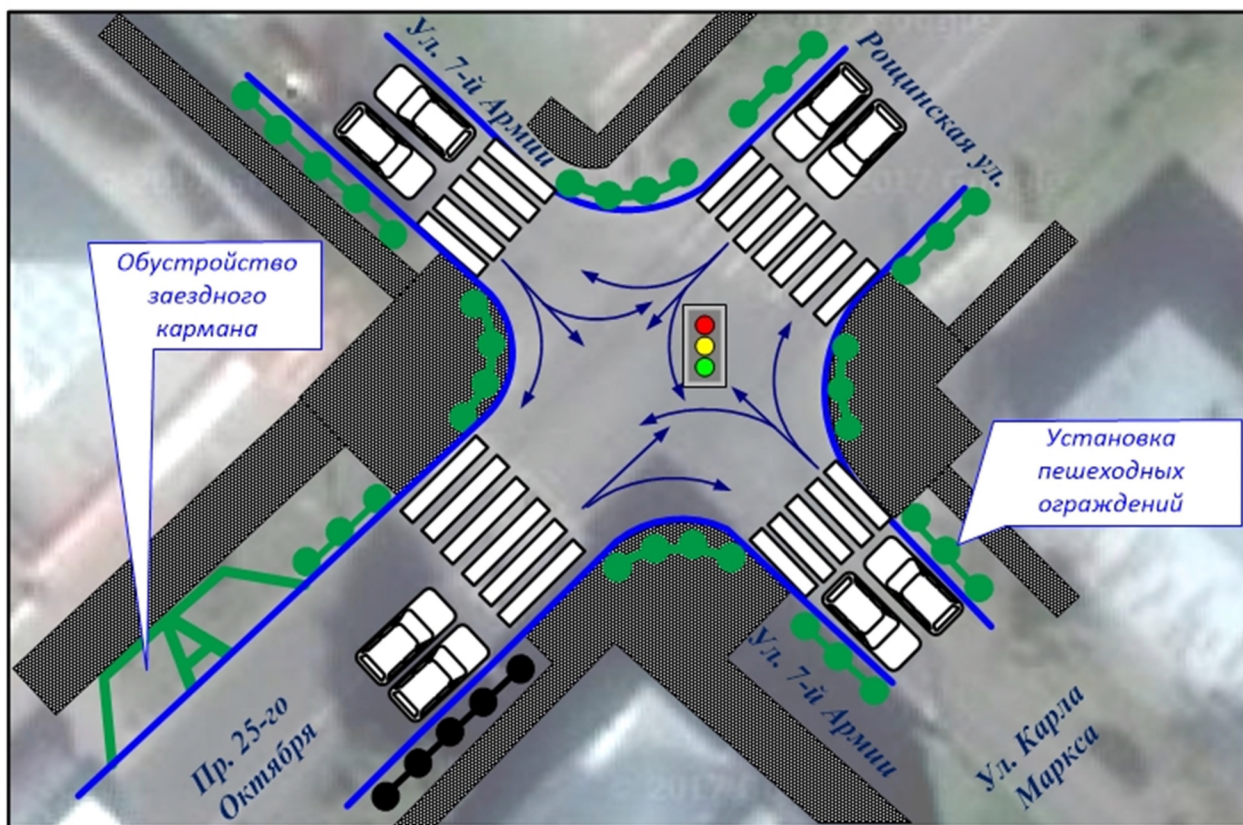 Ул. 7-й Армии
Рощинская ул.
Обустройство
заездного
кармана
Установка
пешеходных
ограждений
А
Пр. 25-го
Октября
Ул. 7-й Армии
Ул. Карла
Маркса